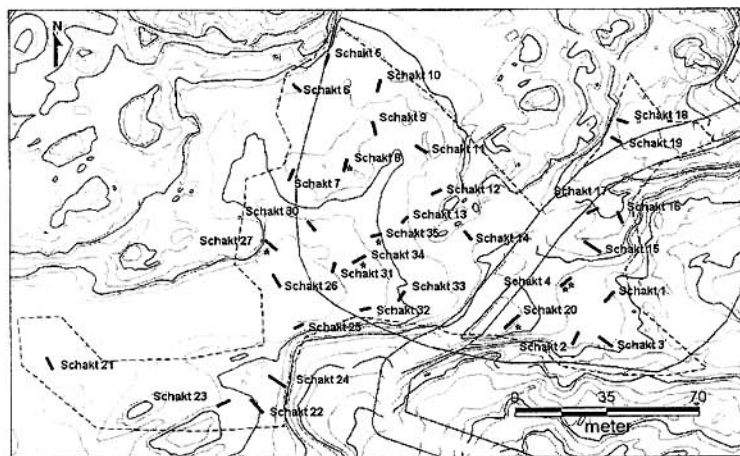 N
Schakt 6
Schakt 10
Schakt 5
Schakt 9
Schakt 18
Schakt 11
Schakt 19
Schakt 8
Schakt 7
Schakt 12
Schakt 17
Schakt 16
Schakt 30
Schakt 13
Schakt 35
Schakt 14
Schakt 27
Schakt 15
Schakt 34
Schakt 31
Schakt 4
Schakt 26
Schakt 33
Schakt 1
Schakt 32
Schakt 20
Schakt 25
Schakt 2
Schakt 3
Schakt 21
Schakt 24
Schakt 23
Schakt 22
0 35 70
meter